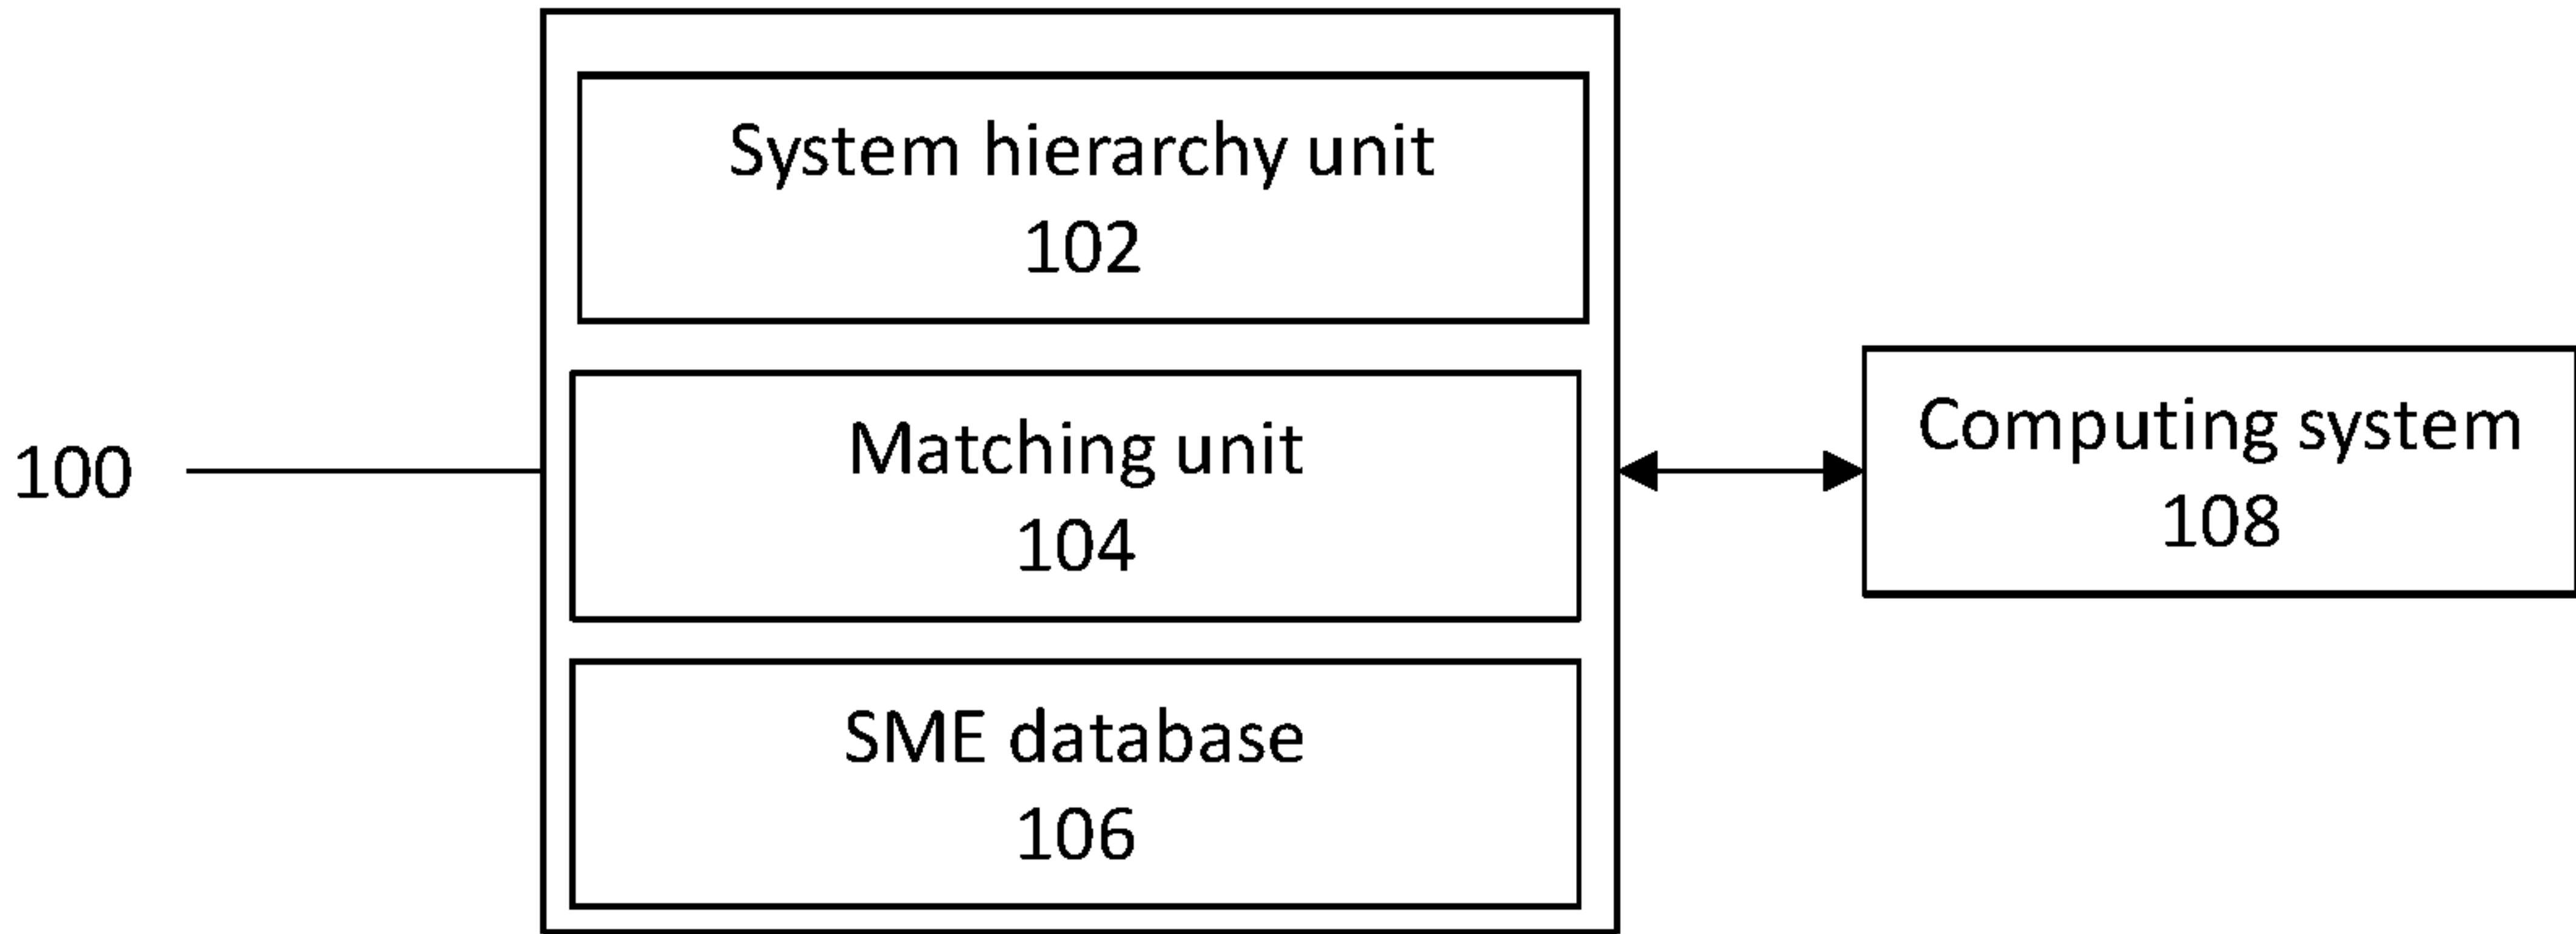 System hierarchy unit
102
100
Matching unit
104
SME database
106
Computing system
108